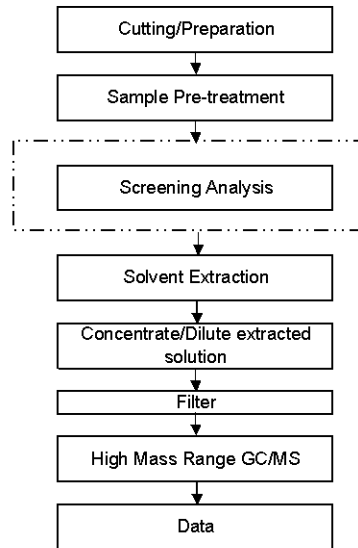 Cutting/Preparation
Sample Pre-treatment
Screening Analysis
Solvent Extraction
Concentrate/Dilute extracted
solution
Filter
High Mass Range GC/MS
Data